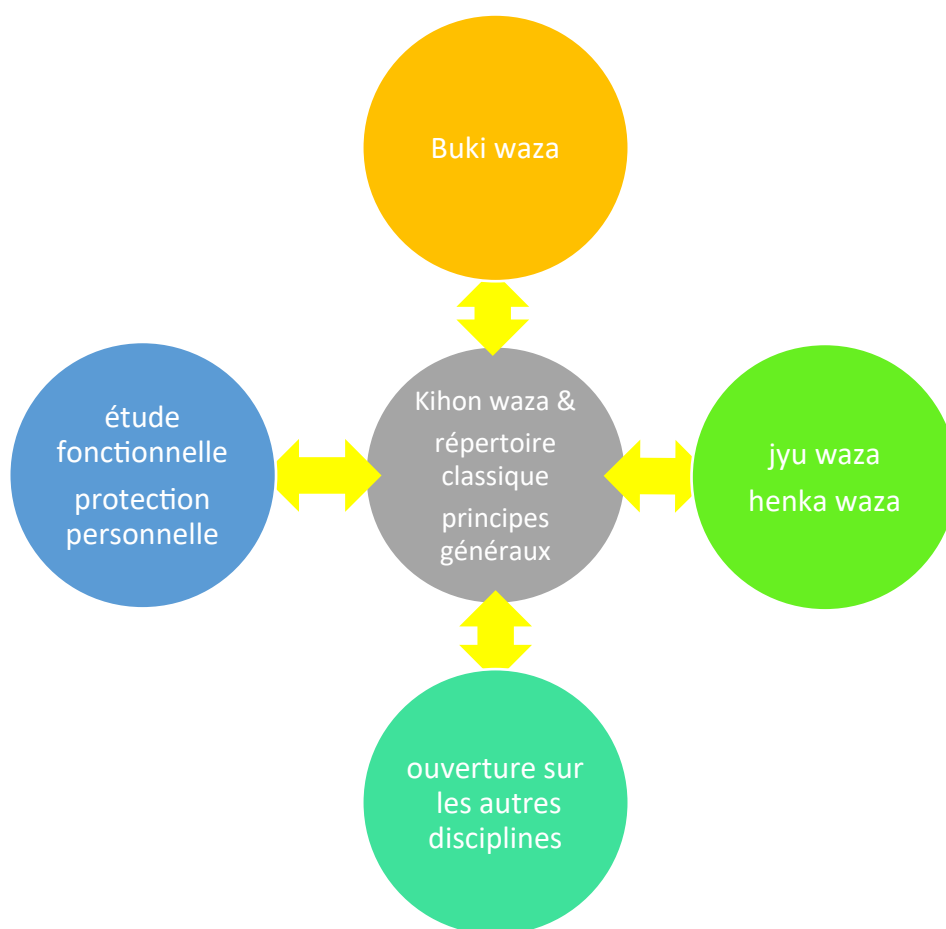 Buki waza
étude
fonctionnelle
protection
personnelle
Kihon waza &
répertoire
classique
principes
généraux
jyu waza
henka waza
ouverture sur
les autres
disciplines